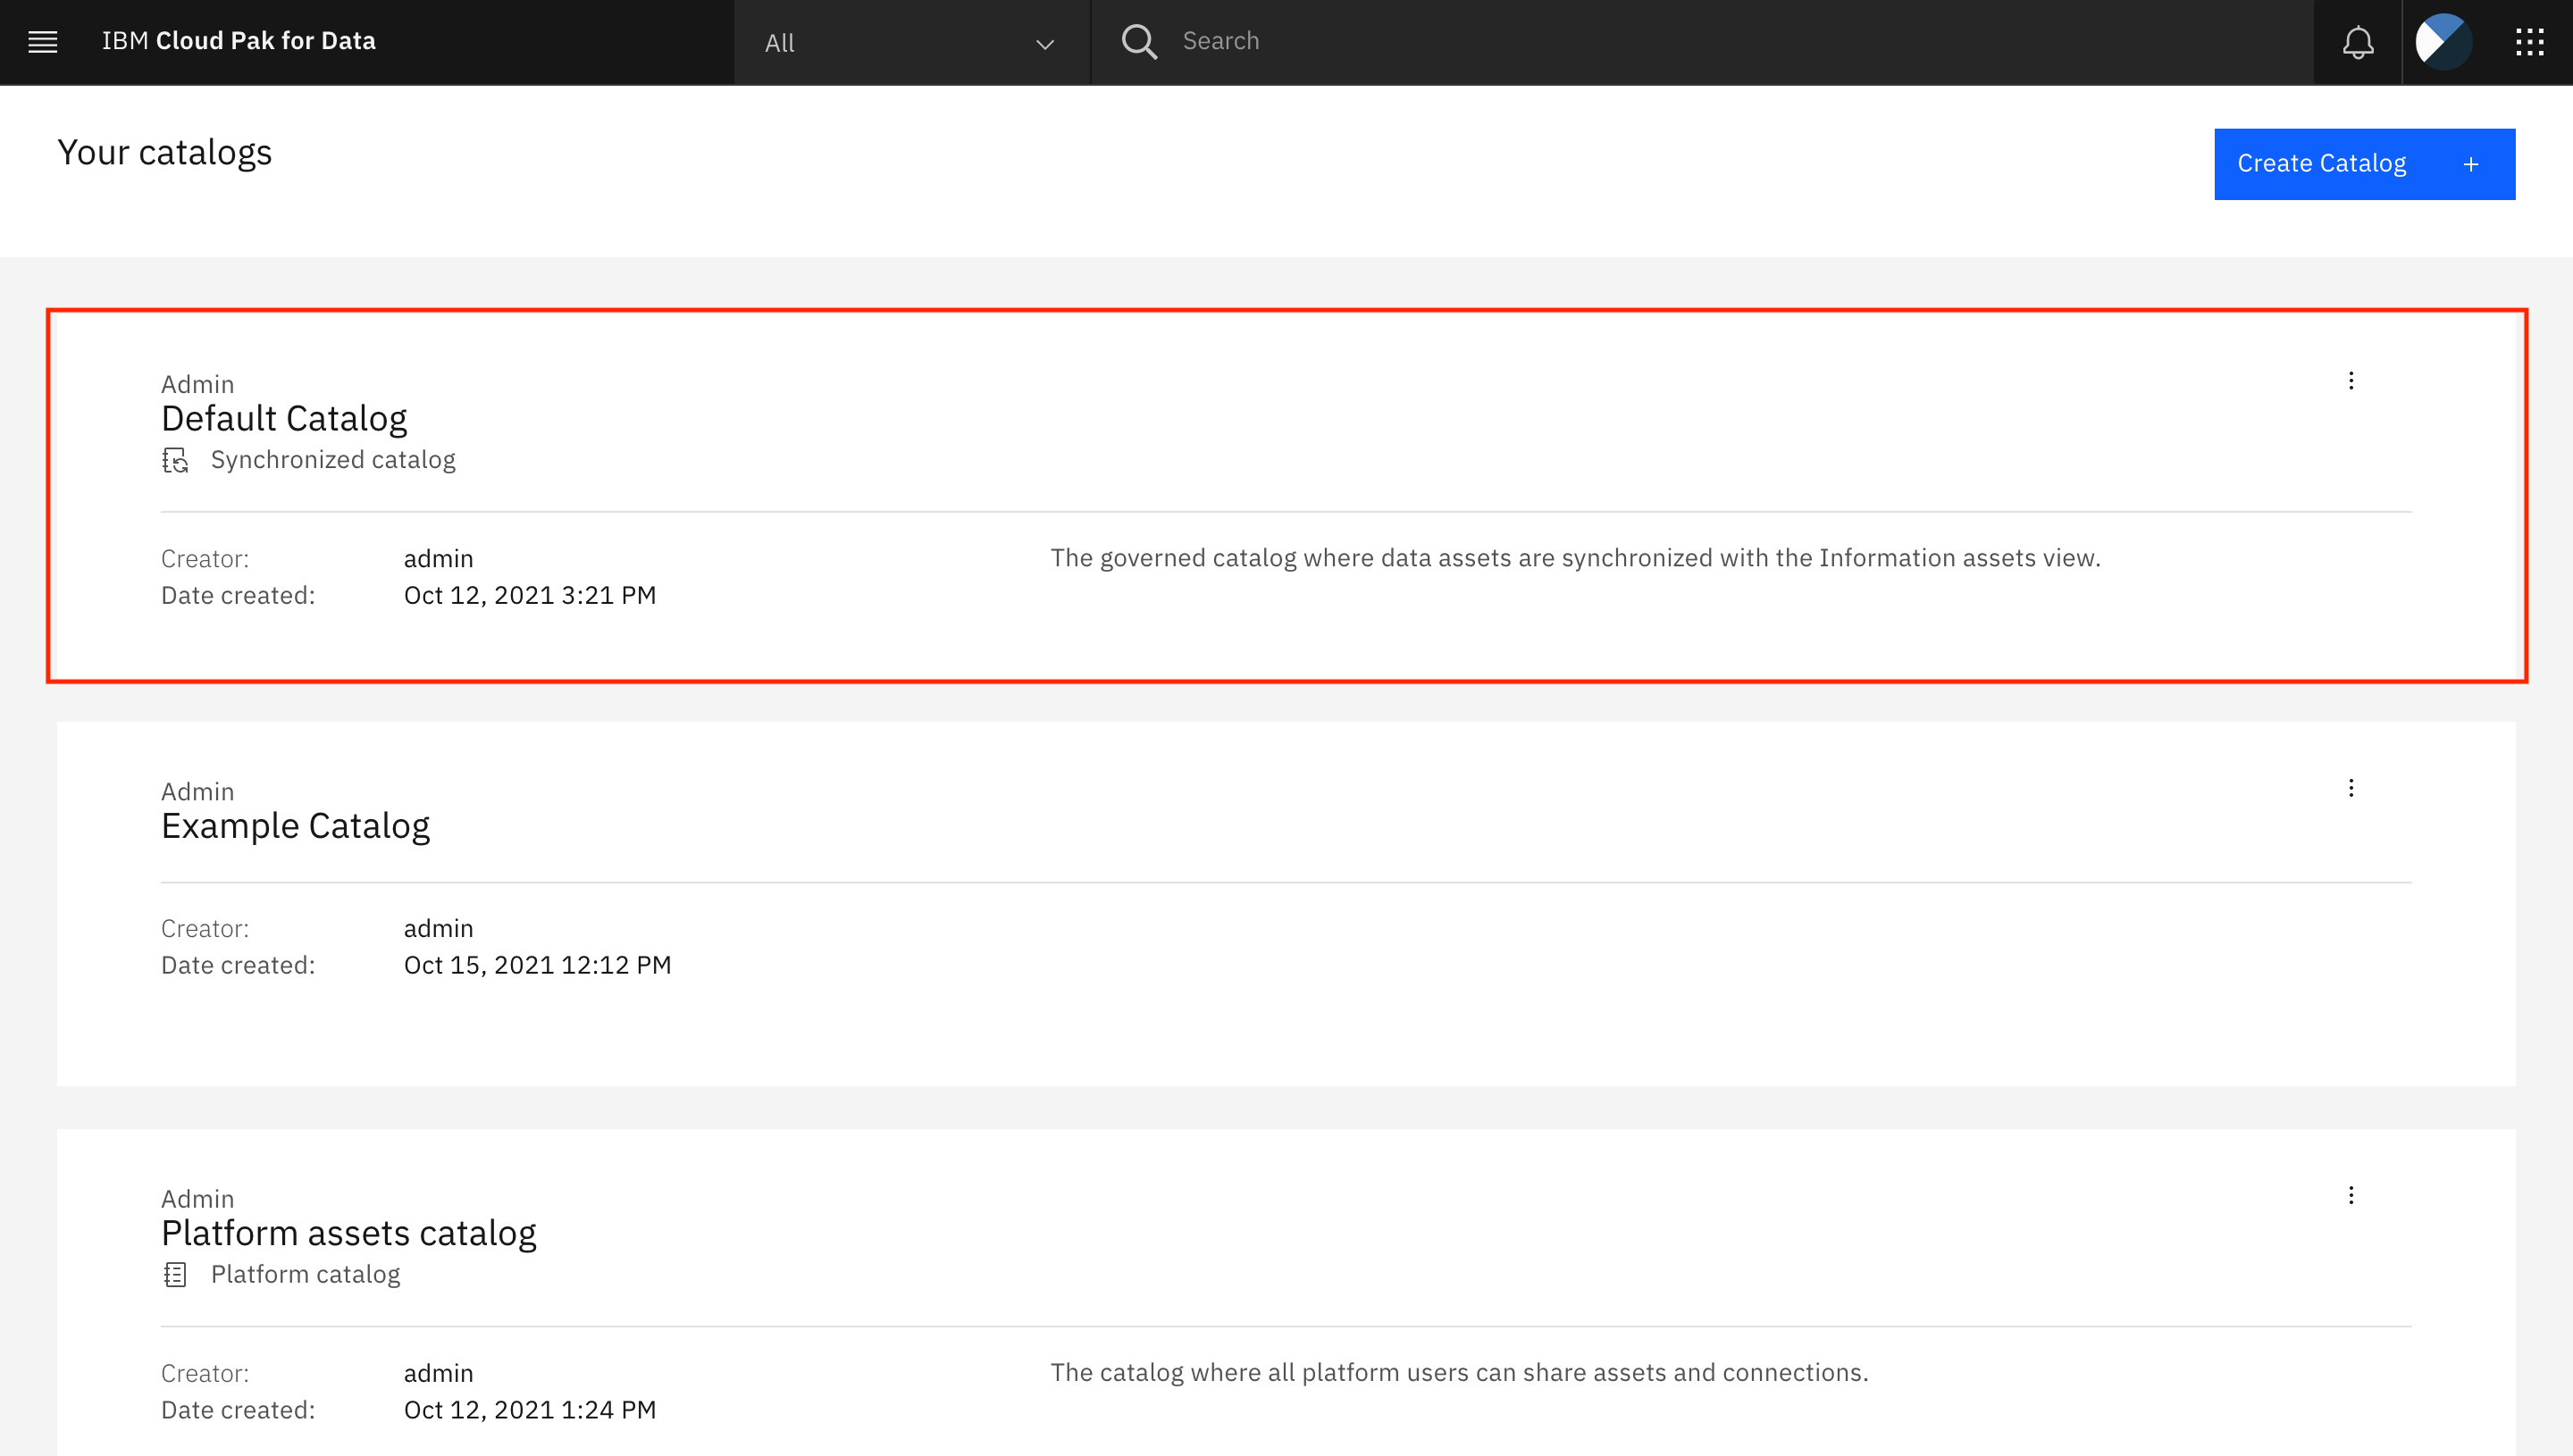 IBM Cloud Pak for Data
All
Search
Your catalogs
Create Catalog +
Admin
Default Catalog
Synchronized catalog
Creator: admin
The governed catalog where data assets are synchronized with the Information assets view.
Date created: Oct 12, 2021 3:21 PM
Admin
Example Catalog
Creator: admin
Date created: Oct 15, 2021 12:12 PM
Admin
Platform assets catalog
Platform catalog
Creator: admin
The catalog where all platform users can share assets and connections.
Date created: Oct 12, 2021 1:24 PM